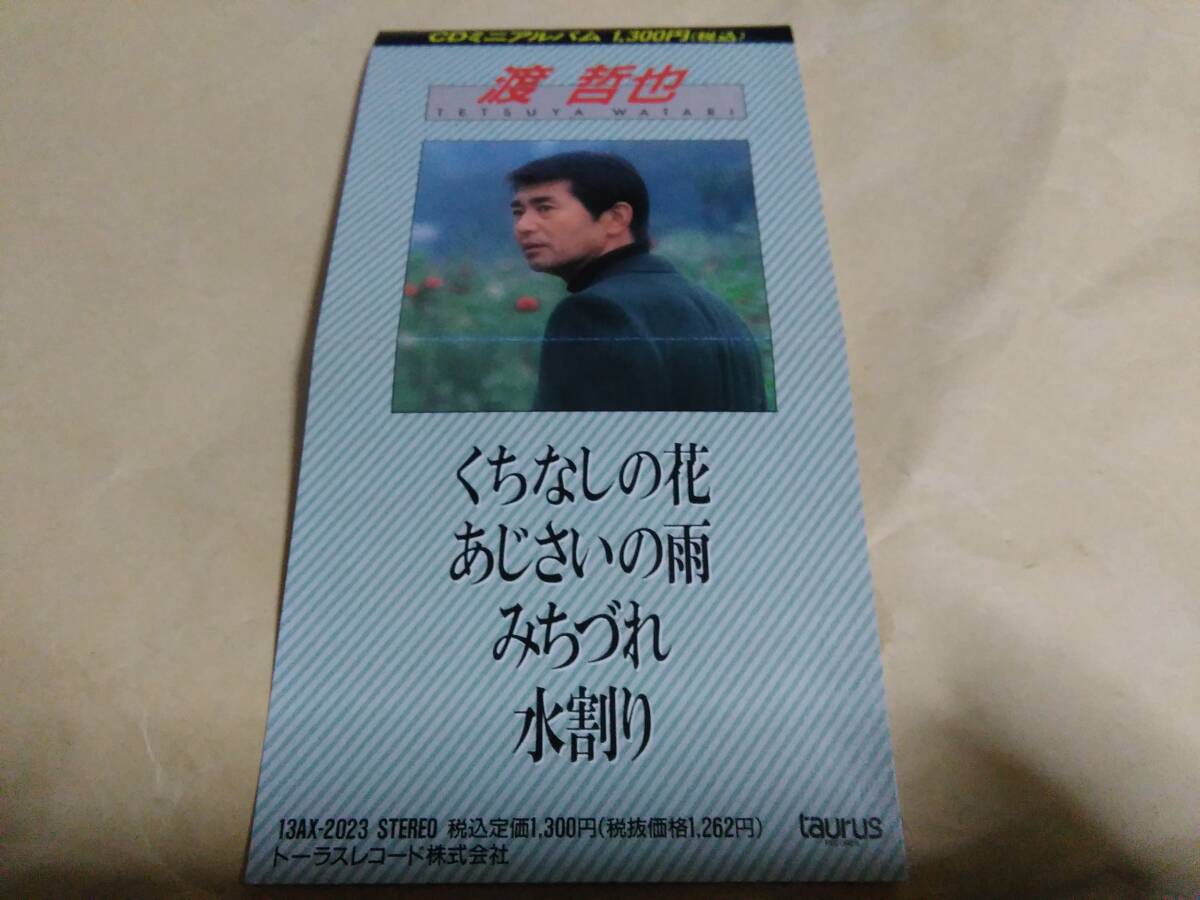 CDミニアルバム 1,300円(税込)
渡 哲也
TETSUYA WATARI
くちなしの花
あじさいの雨
みちづれ
水割り
13AX-2023 STEREO 税込定価1,300円(税抜価格1,262円)
トーラスレコード株式会社
taurus
RECORDS